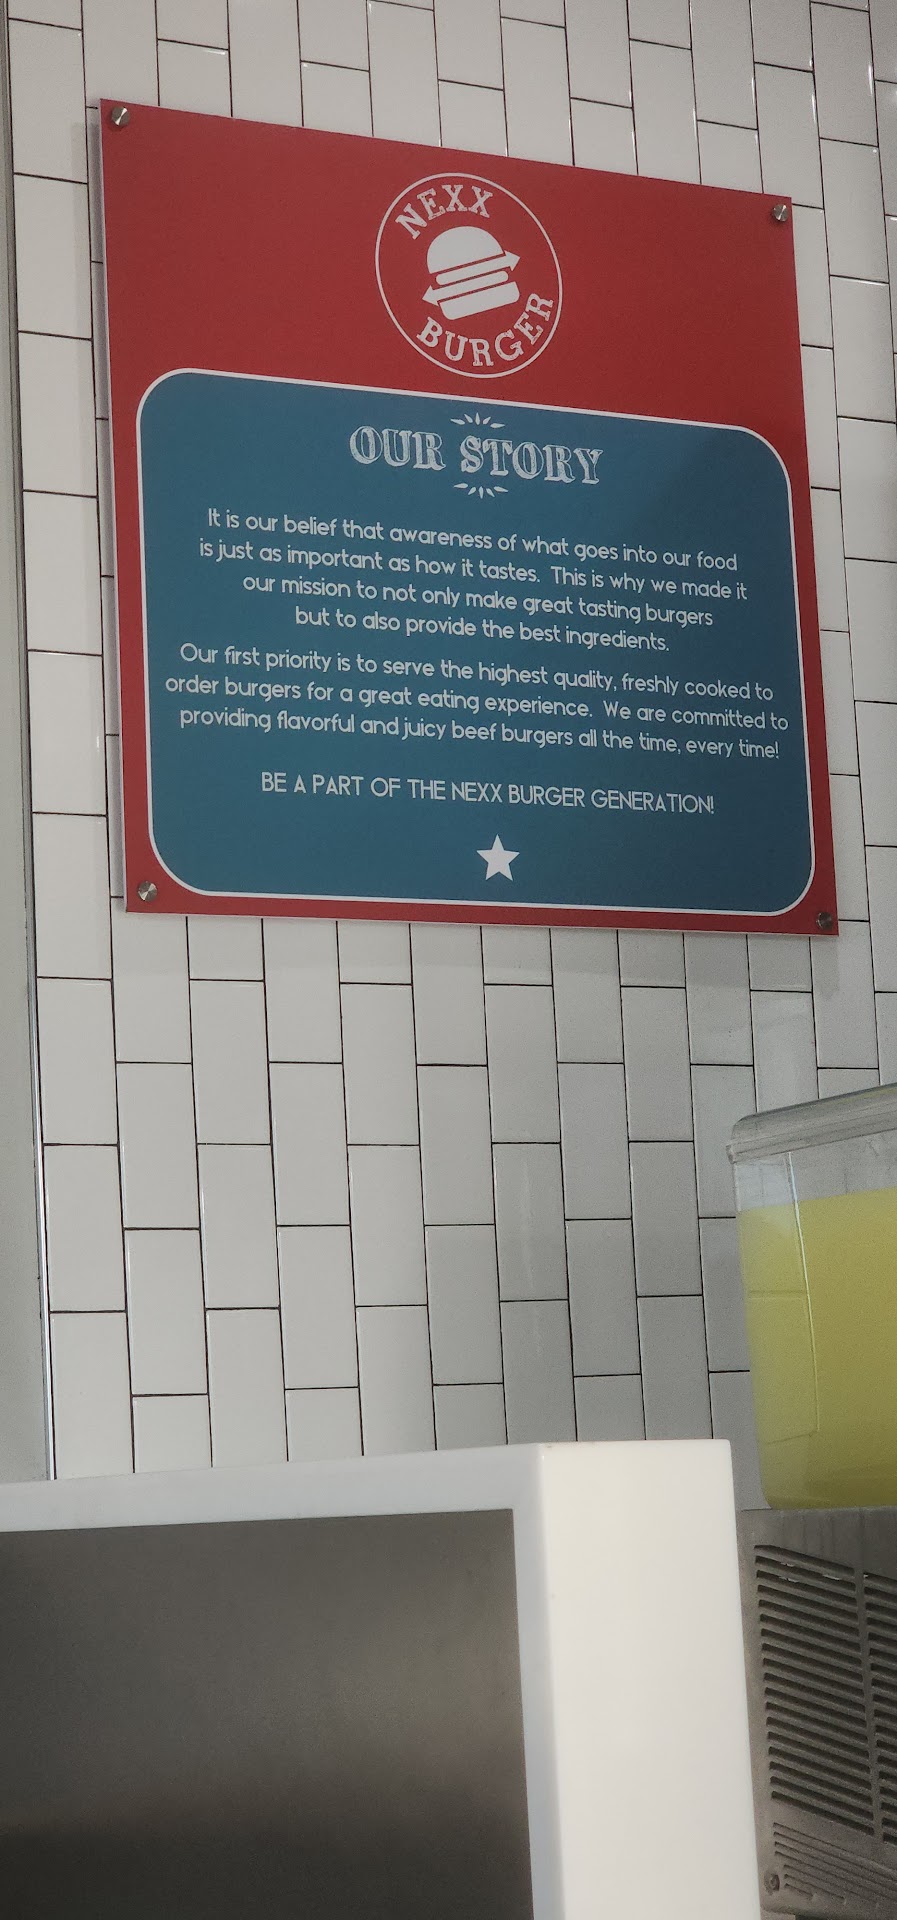 NEXX
BURGER
OUR STORY
It is our belief that awareness of what goes into our food
is just as important as how it tastes. This is why we made it
our mission to not only make great tasting burgers
but to also provide the best ingredients.
Our first priority is to serve the highest quality, freshly cooked to
order burgers for a great eating experience. We are committed to
providing flavorful and juicy beef burgers all the time, every time!
BE A PART OF THE NEXX BURGER GENERATION!